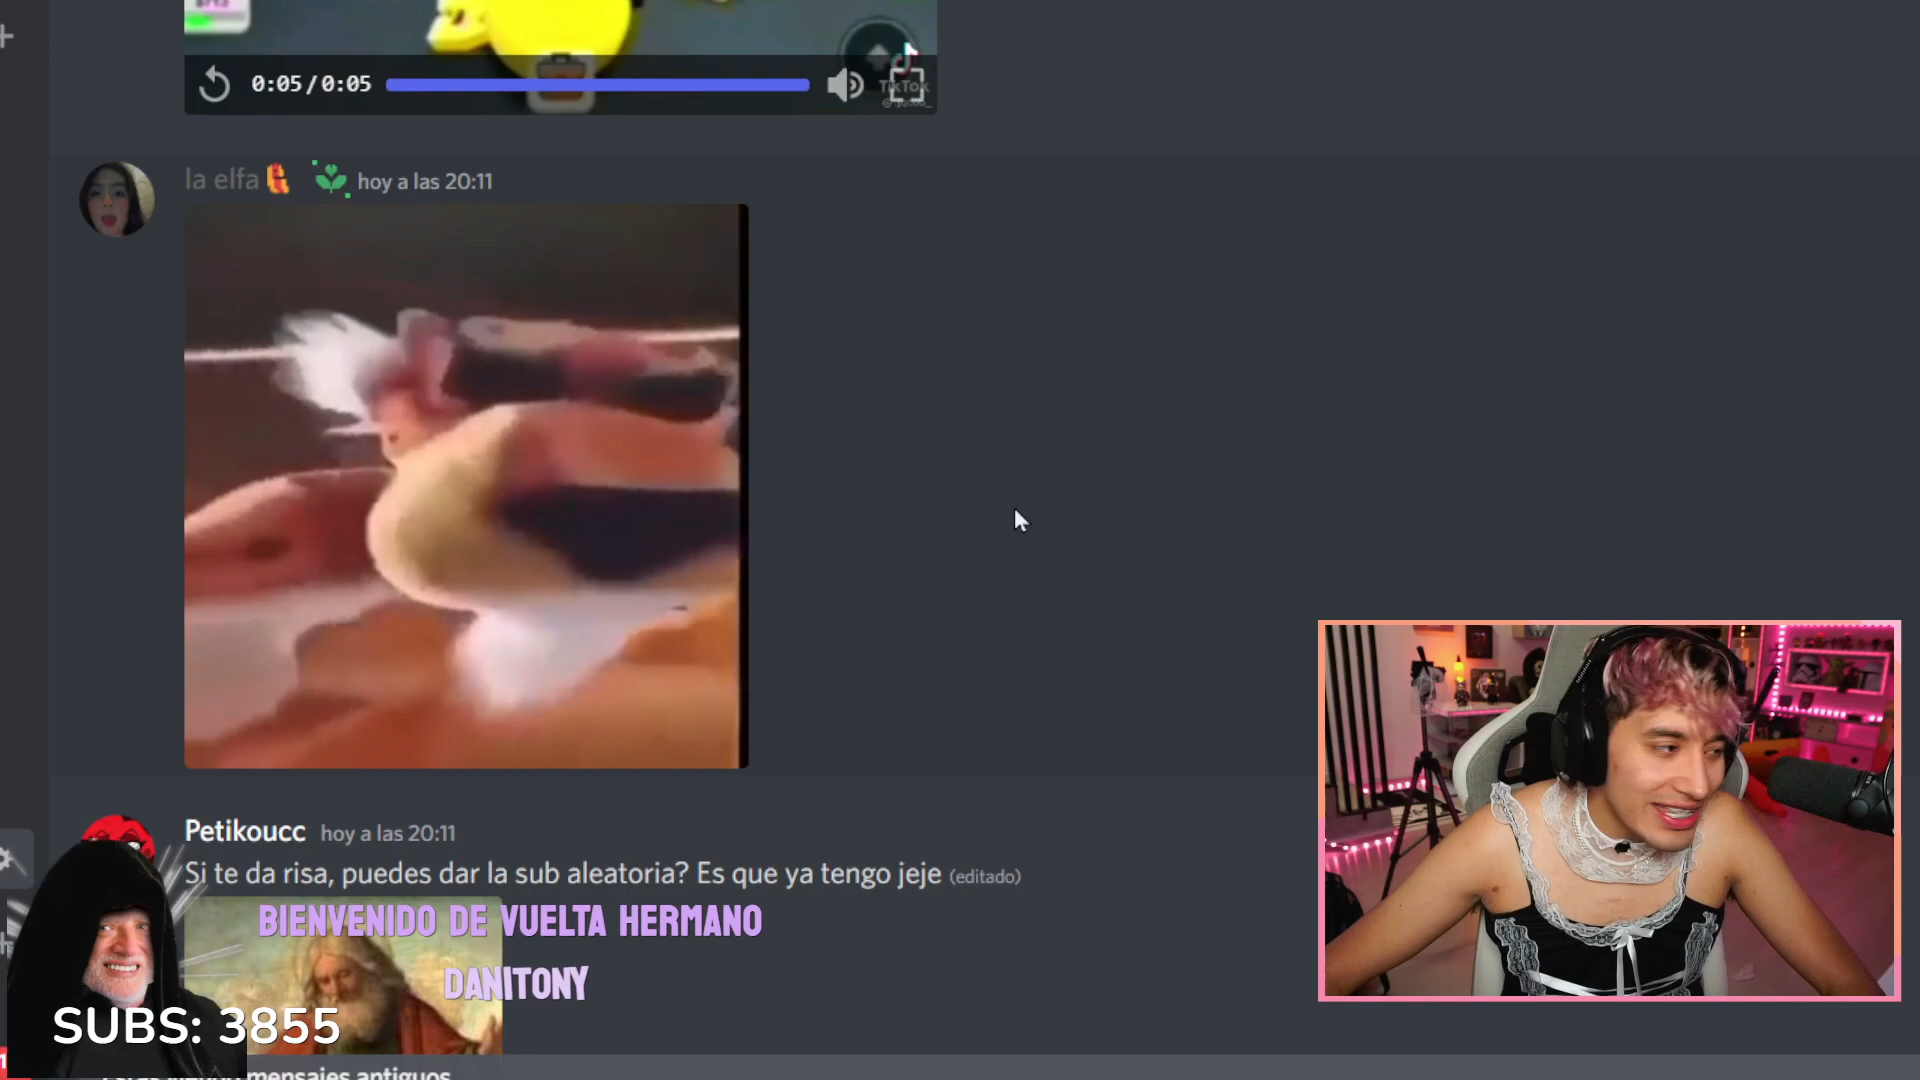 0:05/0:05
TikTok
la elfa hoy a las 20:11
Petikoucc hoy a las 20:11
Si te da risa, puedes dar la sub aleatoria? Es que ya tengo jeje (editado)
BIENVENIDO DE VUELTA HERMANO
DANITONY
SUBS: 3855
mensajes antiguos